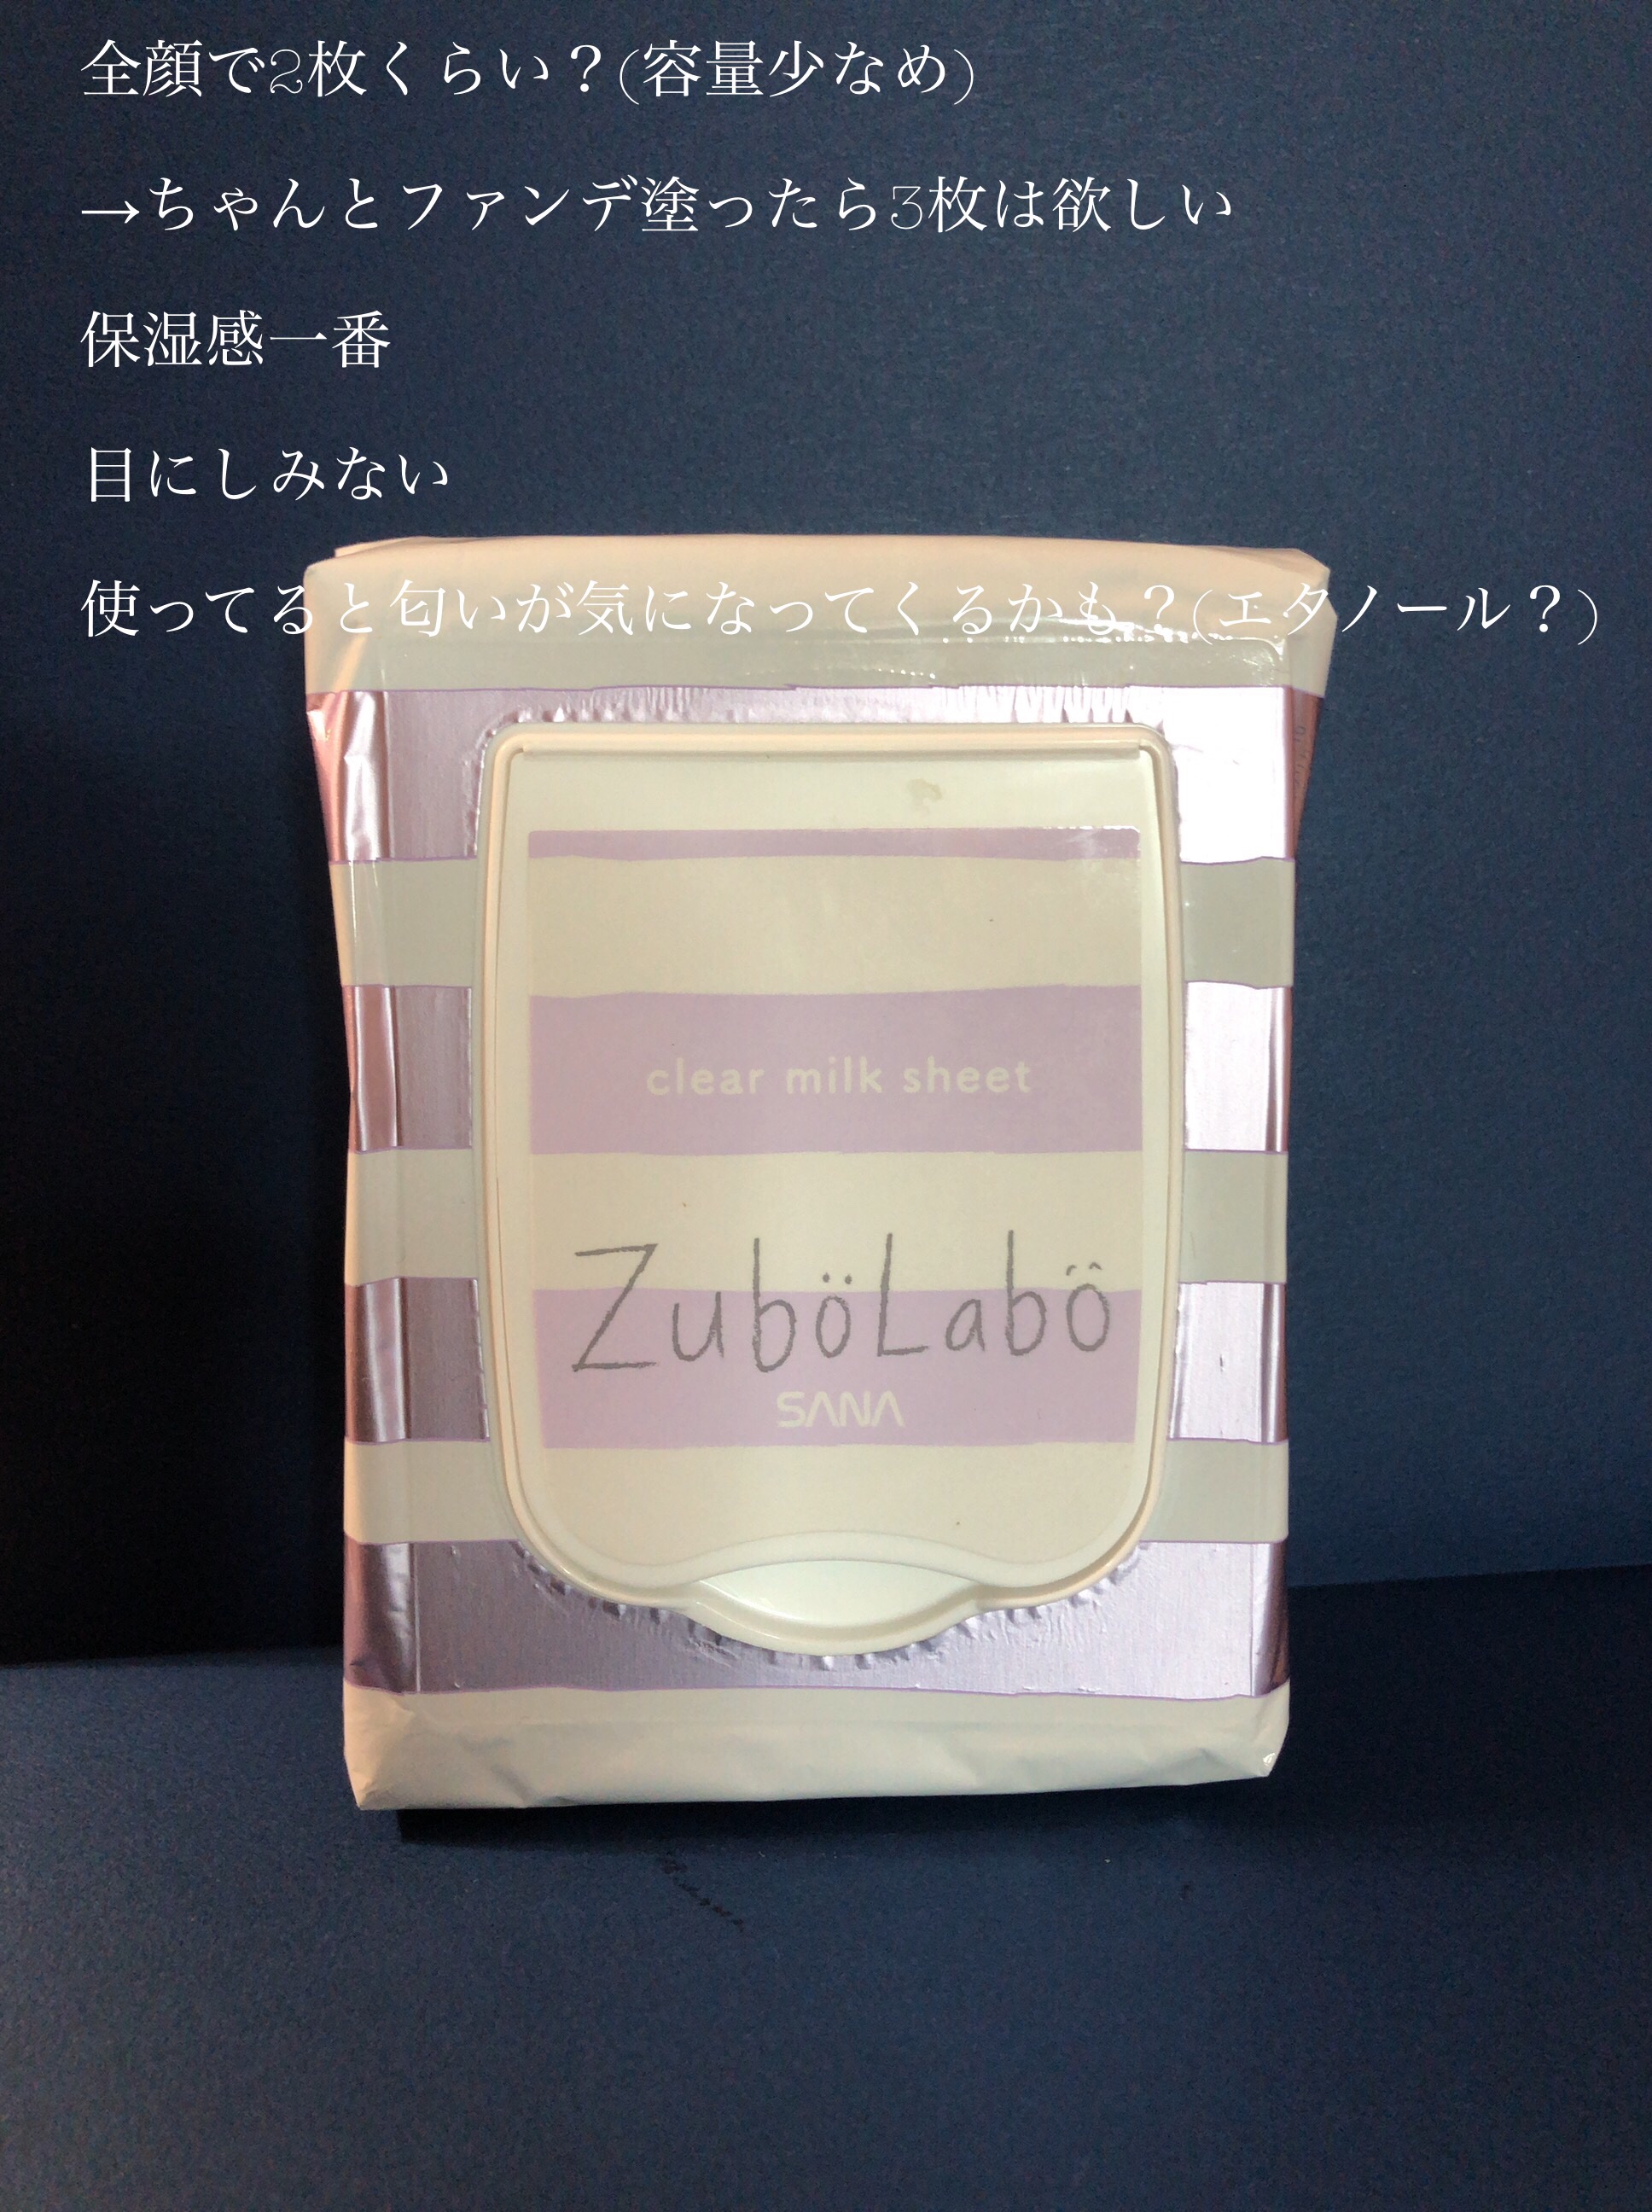 全顔で2枚くらい？(容量少なめ)
→ちゃんとファンデ塗ったら3枚は欲しい
保湿感一番
目にしみない
使ってると匂いが気になってくるかも？(エタノール？)
clear milk sheet
ZuböLabô
SANA